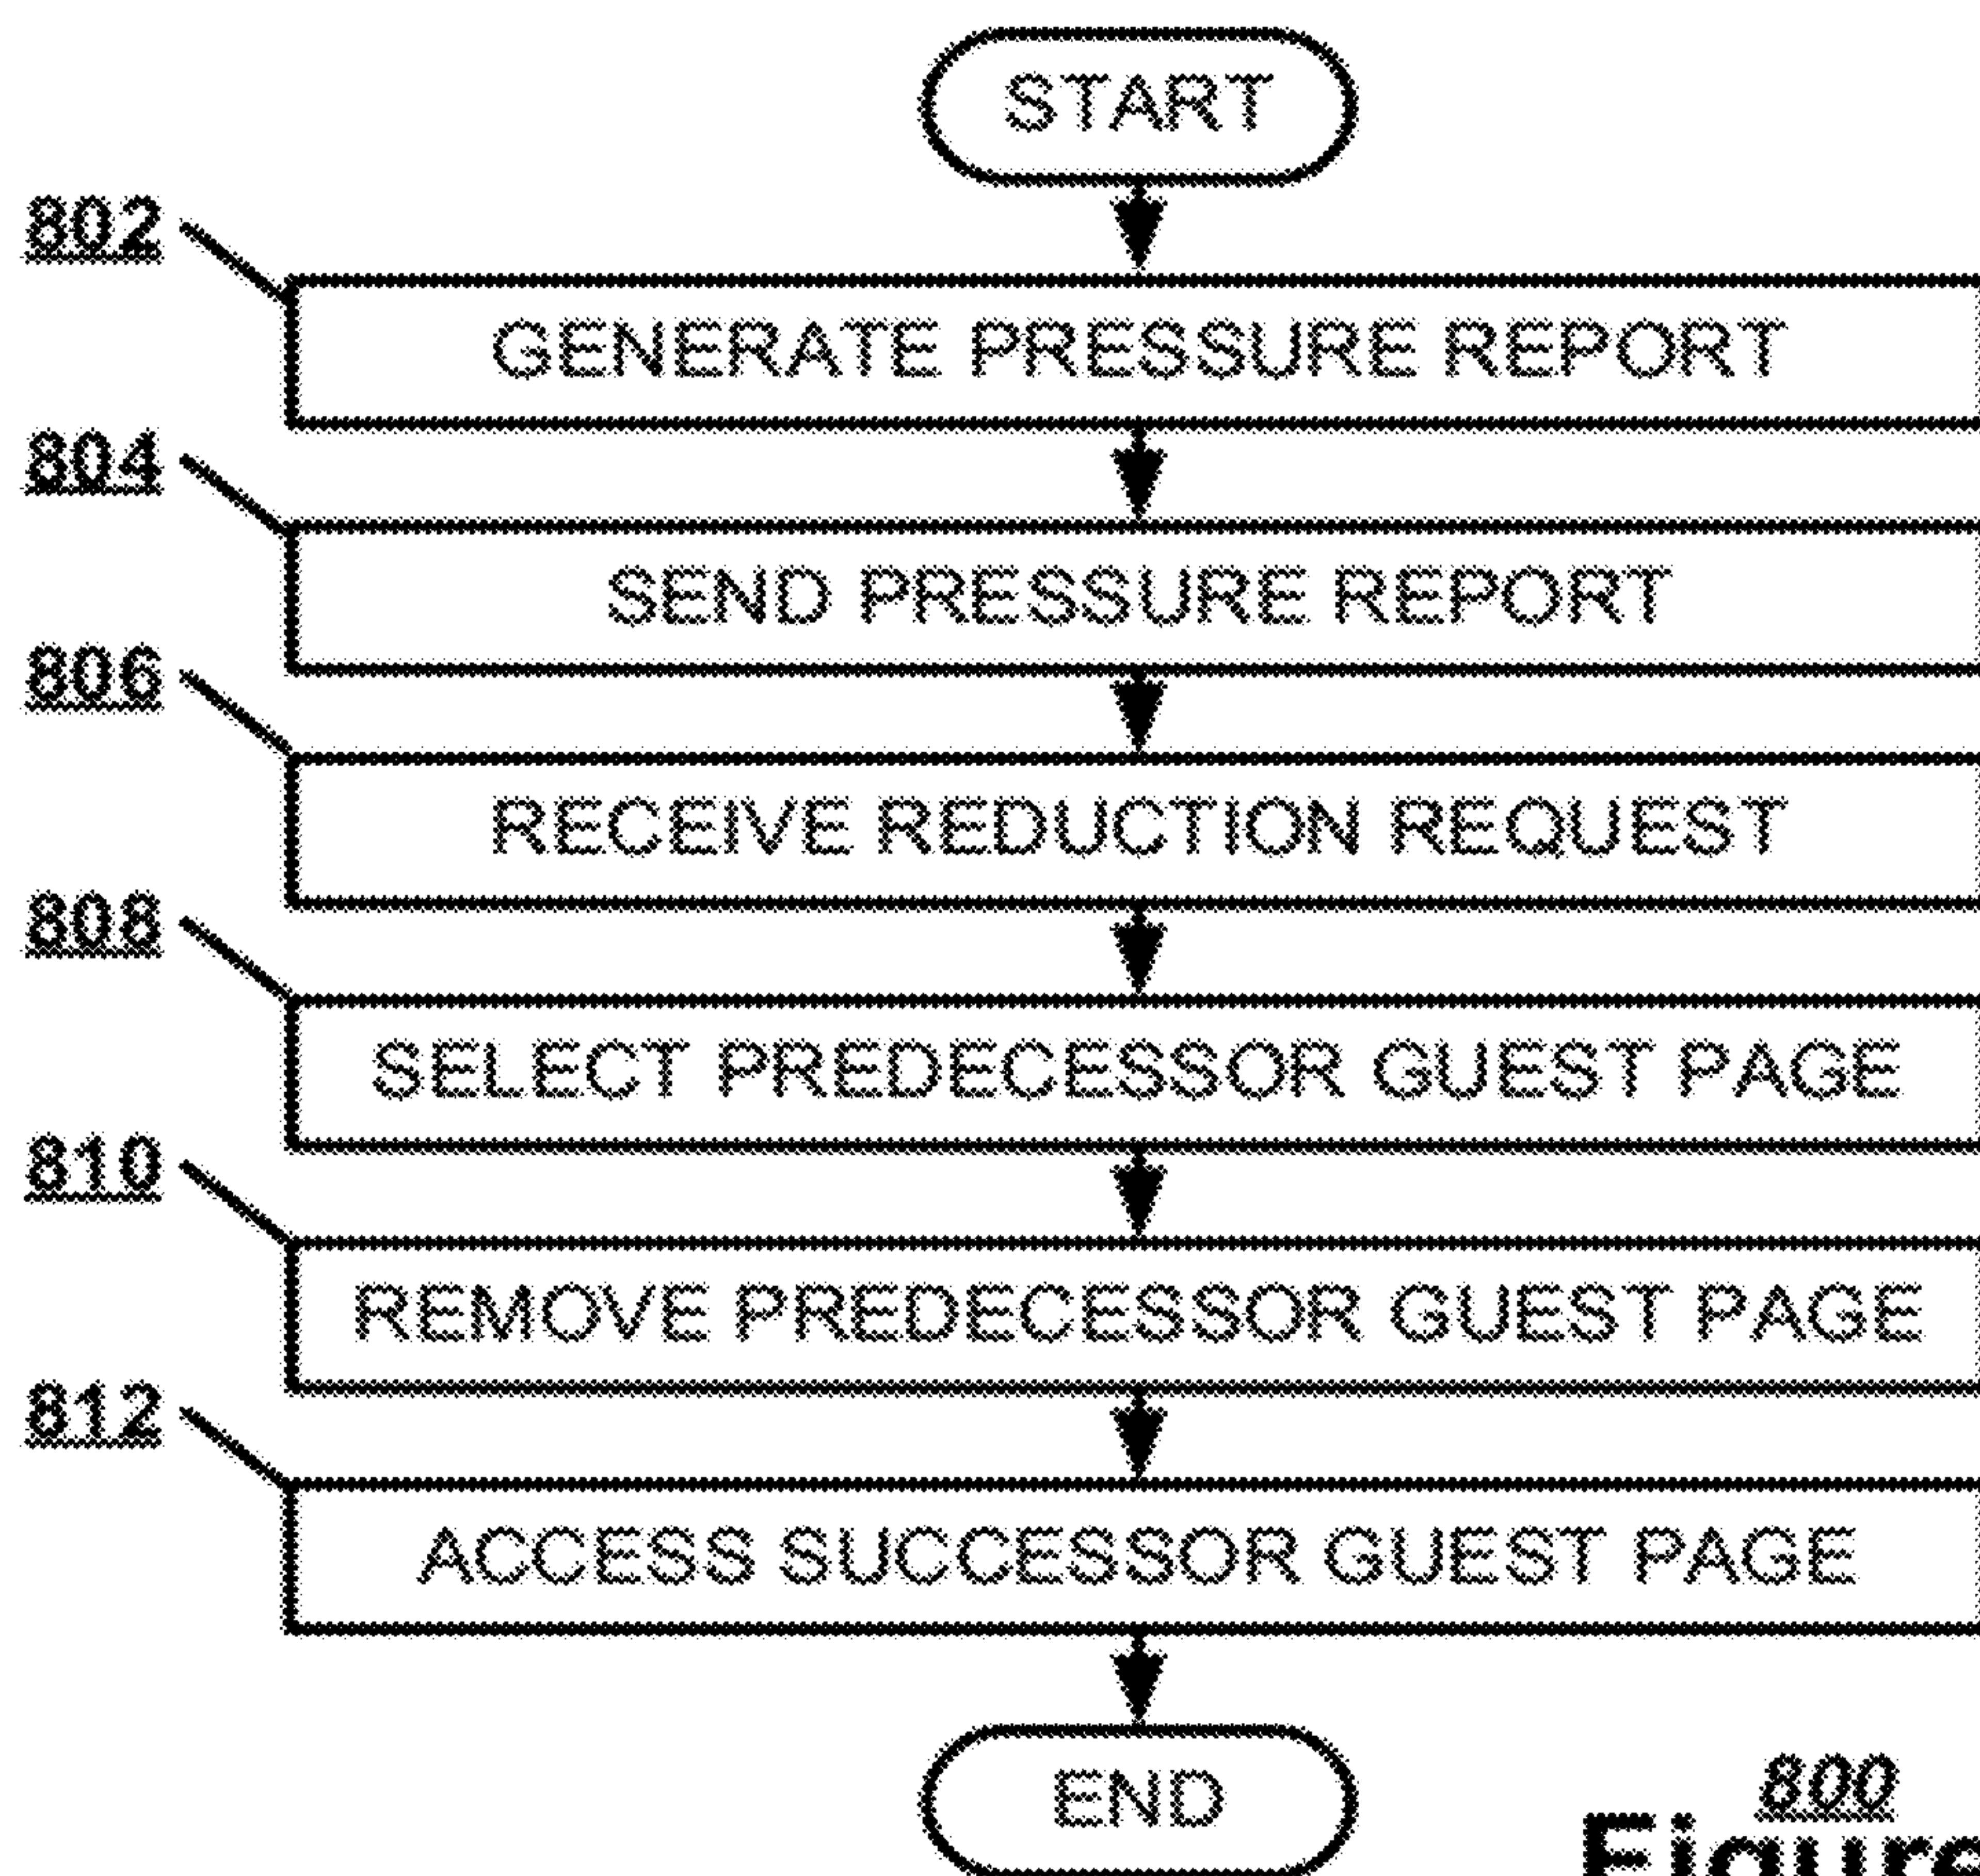 START
802
GENERATE PRESSURE REPORT
804
SEND PRESSURE REPORT
806
RECEIVE REDUCTION REQUEST
808
SELECT PREDECESSOR GUEST PAGE
810
REMOVE PREDECESSOR GUEST PAGE
812
ACCESS SUCCESSOR GUEST PAGE
END
800
Figure